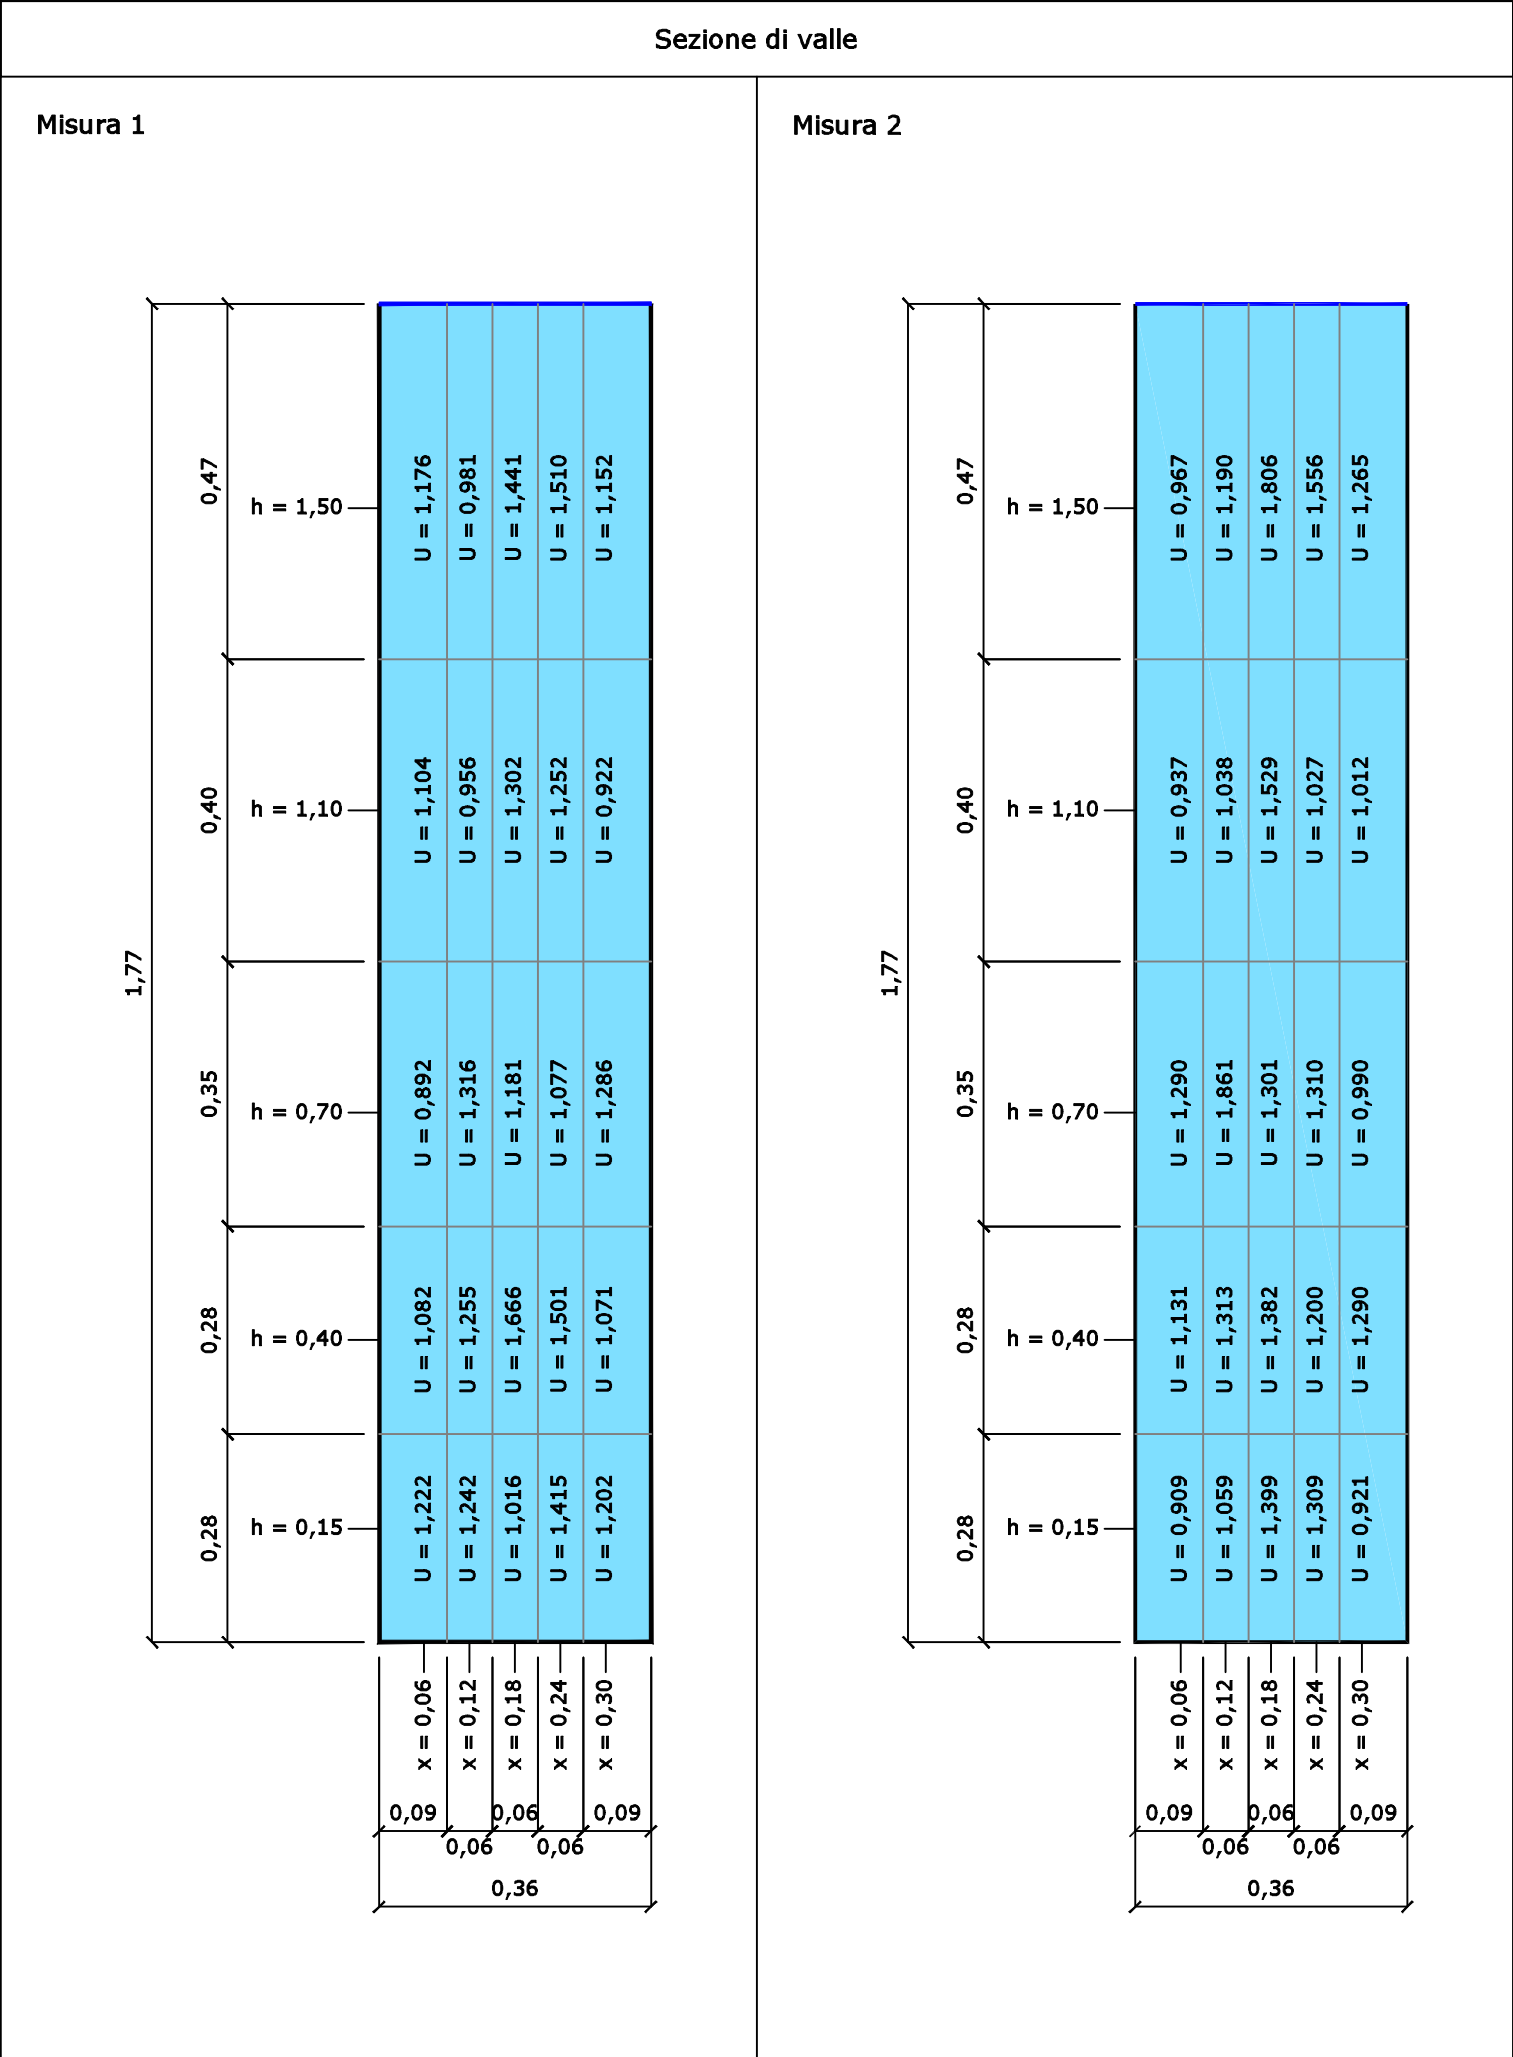 Sezione di valle
Misura 1
0,47
h = 1,50
U = 1,176
U = 0,981
U = 1,441
U = 1,510
U = 1,152
0,40
h = 1,10
U = 1,104
U = 0,956
U = 1,302
U = 1,252
U = 0,922
1,77
0,35
h = 0,70
U = 0,892
U = 1,316
U = 1,181
U = 1,077
U = 1,286
0,28
h = 0,40
U = 1,082
U = 1,255
U = 1,666
U = 1,501
U = 1,071
0,28
h = 0,15
U = 1,222
U = 1,242
U = 1,016
U = 1,415
U = 1,202
x = 0,06
x = 0,12
x = 0,18
x = 0,24
x = 0,30
0,09
0,06
0,09
0,06
0,06
0,36
Misura 2
0,47
h = 1,50
U = 0,967
U = 1,190
U = 1,806
U = 1,556
U = 1,265
0,40
h = 1,10
U = 0,937
U = 1,038
U = 1,529
U = 1,027
U = 1,012
1,77
0,35
h = 0,70
U = 1,290
U = 1,861
U = 1,301
U = 1,310
U = 0,990
0,28
h = 0,40
U = 1,131
U = 1,313
U = 1,382
U = 1,200
U = 1,290
0,28
h = 0,15
U = 0,909
U = 1,059
U = 1,399
U = 1,309
U = 0,921
x = 0,06
x = 0,12
x = 0,18
x = 0,24
x = 0,30
0,09
0,06
0,09
0,06
0,06
0,36